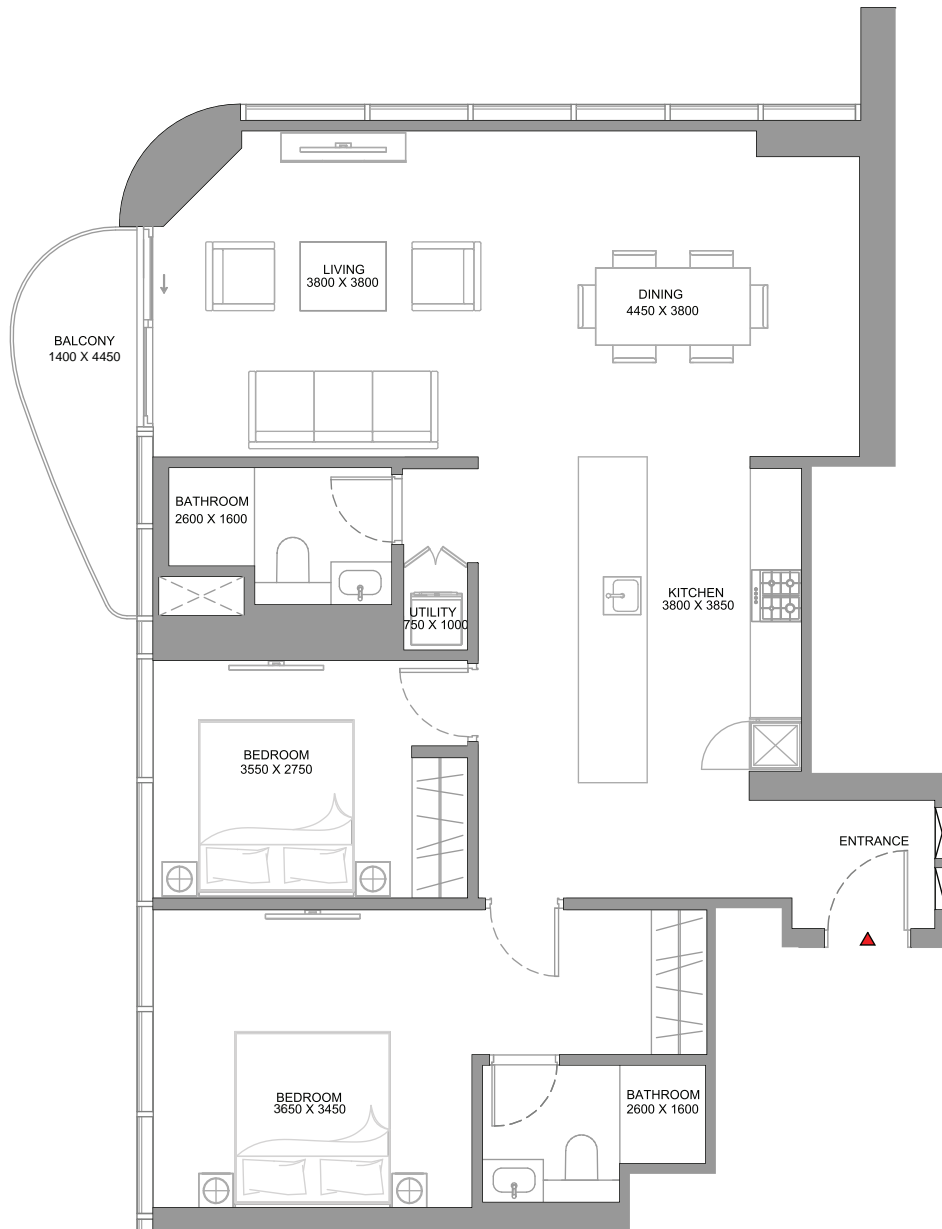 LIVING
3800 X 3800
DINING
4450 X 3800
BALCONY
1400 X 4450
BATHROOM
2600 X 1600
KITCHEN
3800 X 3850
UTILITY
750 X 1000
BEDROOM
3550 X 2750
ENTRANCE
BEDROOM
3650 X 3450
BATHROOM
2600 X 1600